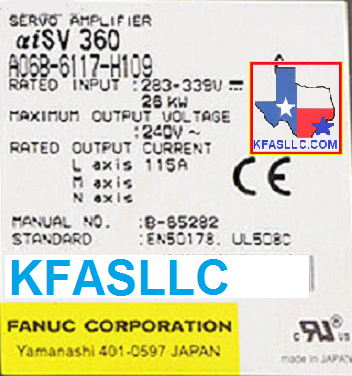 SERVO AMPLIFIER
αiSV 360
A06B-6117-H109
RATED INPUT : 283-339V
26 KW
MAXIMUM OUTPUT VOLTAGE
:240V~
RATED OUTPUT CURRENT
L axis 115A
M axis
N axis
MANUAL NO. :B-65282
STANDARD :EN50178, UL508C
KFASLLC.COM
CE
KFASLLC
FANUC CORPORATION
Yamanashi 401-0597 JAPAN
c RU us
made in JAPAN